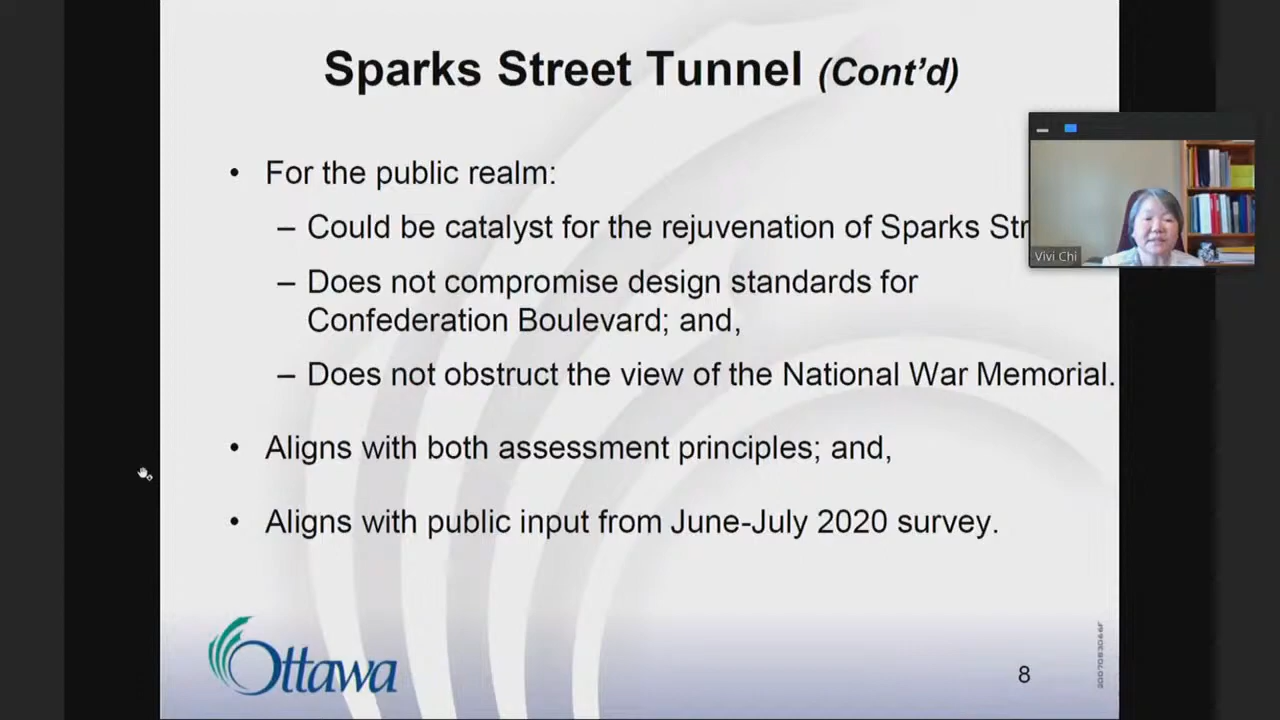 Sparks Street Tunnel (Cont'd)
• For the public realm:
– Could be catalyst for the rejuvenation of Sparks Str
– Does not compromise design standards for
Confederation Boulevard; and,
– Does not obstruct the view of the National War Memorial.
• Aligns with both assessment principles; and,
• Aligns with public input from June-July 2020 survey.
Vivi Chi
Ottawa
8
2007083066F